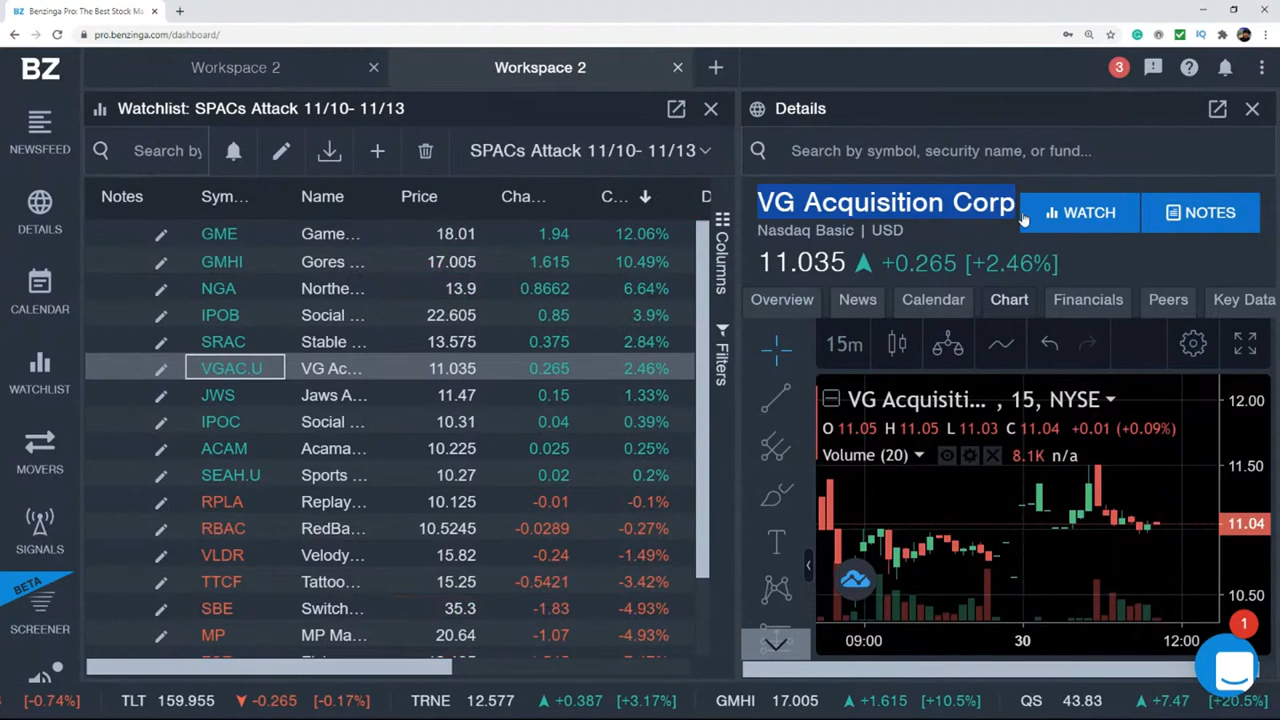 BZ Benzinga Pro: The Best Stock Ma
pro.benzinga.com/dashboard/
BZ
Workspace 2
Workspace 2
3
NEWSFEED
DETAILS
CALENDAR
WATCHLIST
MOVERS
SIGNALS
BETA
SCREENER
Watchlist: SPACs Attack 11/10- 11/13
Search by
SPACs Attack 11/10- 11/13
Notes Sym... Name Price Cha... C... D
GME Game... 18.01 1.94 12.06%
GMHI Gores ... 17.005 1.615 10.49%
NGA Northe... 13.9 0.8662 6.64%
IPOB Social ... 22.605 0.85 3.9%
SRAC Stable ... 13.575 0.375 2.84%
VGAC.U VG Ac... 11.035 0.265 2.46%
JWS Jaws A... 11.47 0.15 1.33%
IPOC Social ... 10.31 0.04 0.39%
ACAM Acama... 10.225 0.025 0.25%
SEAH.U Sports ... 10.27 0.02 0.2%
RPLA Replay... 10.125 -0.01 -0.1%
RBAC RedBa... 10.5245 -0.0289 -0.27%
VLDR Velody... 15.82 -0.24 -1.49%
TTCF Tattoo... 15.25 -0.5421 -3.42%
SBE Switch... 35.3 -1.83 -4.93%
MP MP Ma... 20.64 -1.07 -4.93%
Columns
Filters
Details
Search by symbol, security name, or fund...
VG Acquisition Corp
WATCH
NOTES
Nasdaq Basic | USD
11.035 +0.265 [+2.46%]
Overview News Calendar Chart Financials Peers Key Data
15m
VG Acquisiti... , 15, NYSE
O 11.05 H 11.05 L 11.03 C 11.04 +0.01 (+0.09%)
Volume (20) 8.1K n/a
12.00
11.50
11.04
10.50
09:00 30 12:00
1
[-0.74%] TLT 159.955 -0.265 [-0.17%] TRNE 12.577 +0.387 [+3.17%] GMHI 17.005 +1.615 [+10.5%] QS 43.83 +7.47 [+20.5%]